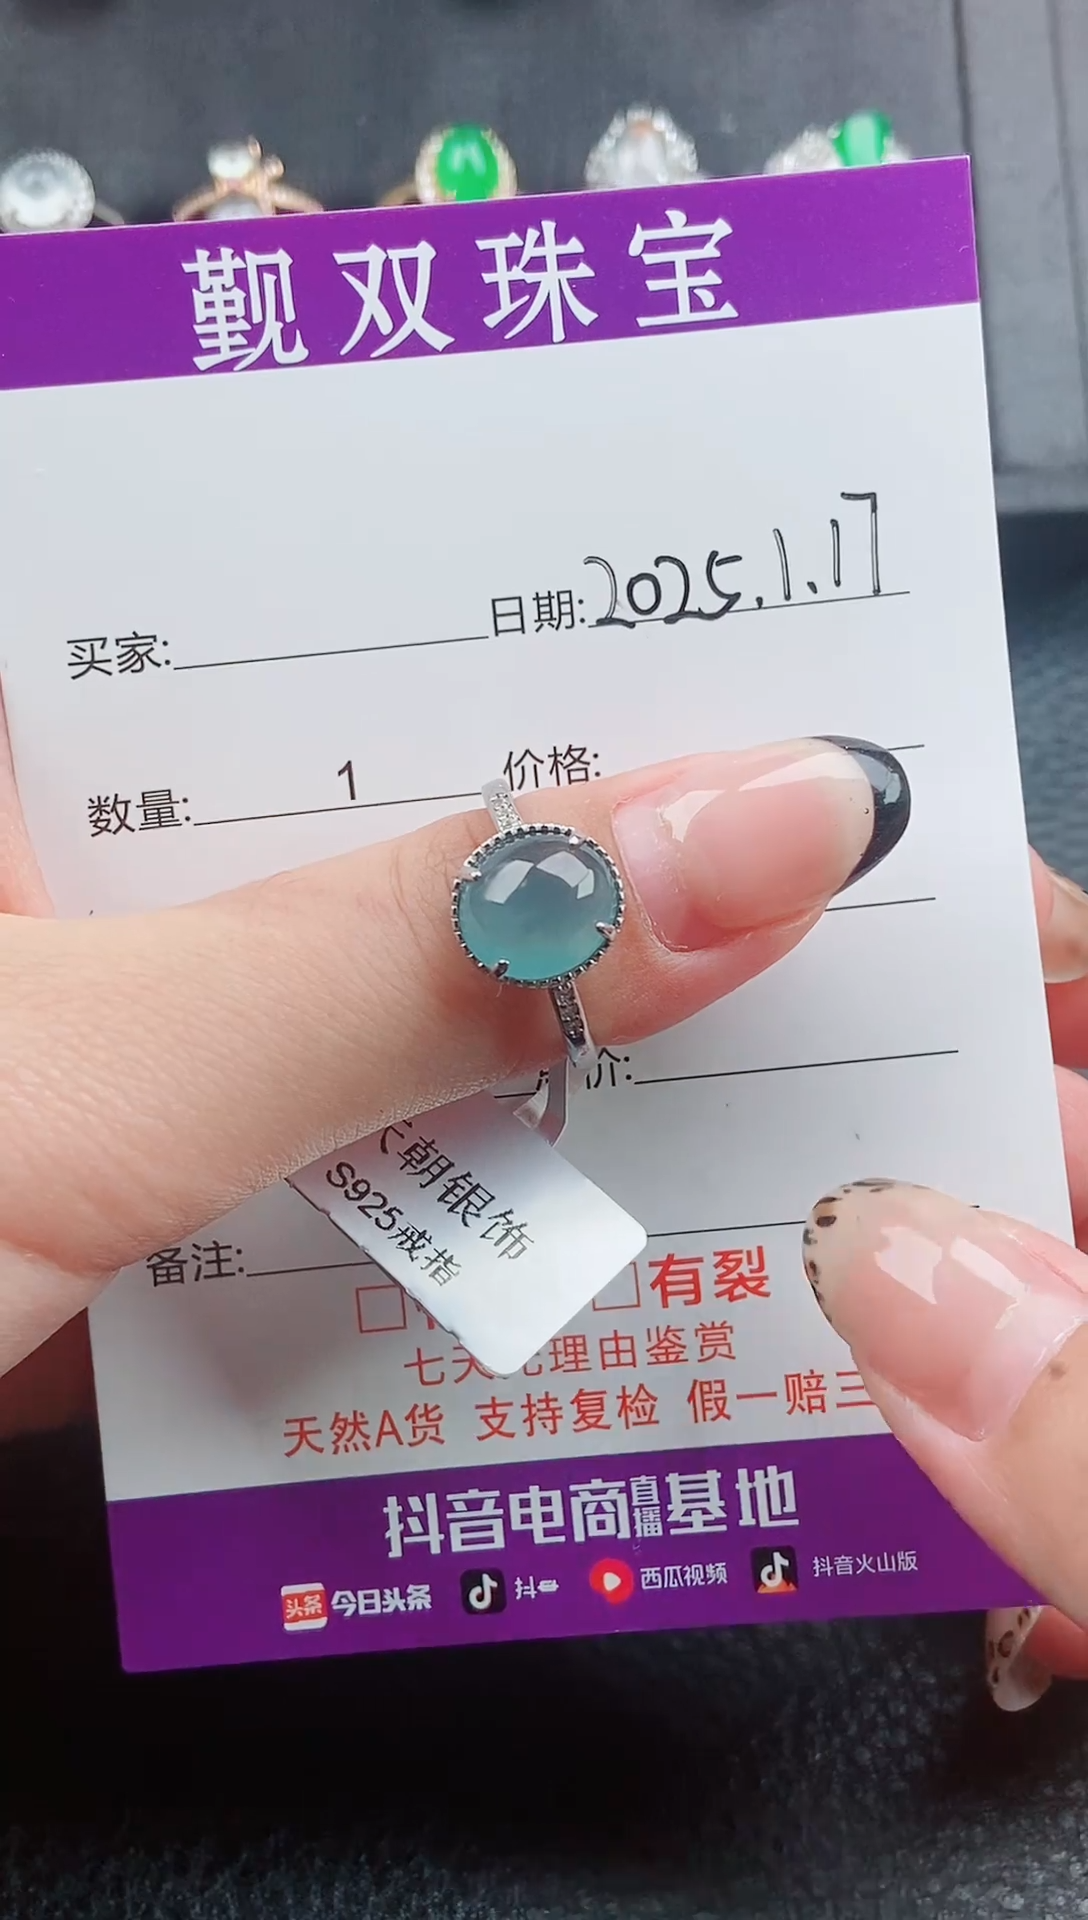 觐双珠宝
买家: 日期: 2025.1.17
数量: 1 价格:
价:
朝银饰
S925戒指
备注:
有裂
七天 理由鉴赏
天然A货 支持复检 假一赔三
抖音电商直播基地
头条 今日头条 抖音 西瓜视频 抖音火山版